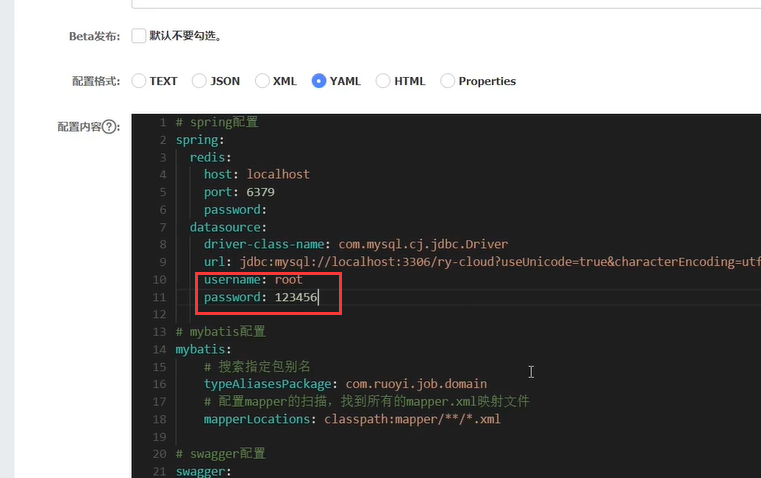 Beta发布: 默认不要勾选。
配置格式: TEXT JSON XML YAML HTML Properties
配置内容?:
1 # spring配置
2 spring:
3 redis:
4 host: localhost
5 port: 6379
6 password:
7 datasource:
8 driver-class-name: com.mysql.cj.jdbc.Driver
9 url: jdbc:mysql://localhost:3306/ry-cloud?useUnicode=true&characterEncoding=utf
10 username: root
11 password: 123456
12
13 # mybatis配置
14 mybatis:
15 # 搜索指定包别名
16 typeAliasesPackage: com.ruoyi.job.domain
17 # 配置mapper的扫描，找到所有的mapper.xml映射文件
18 mapperLocations: classpath:mapper/**/*.xml
19
20 # swagger配置
21 swagger: